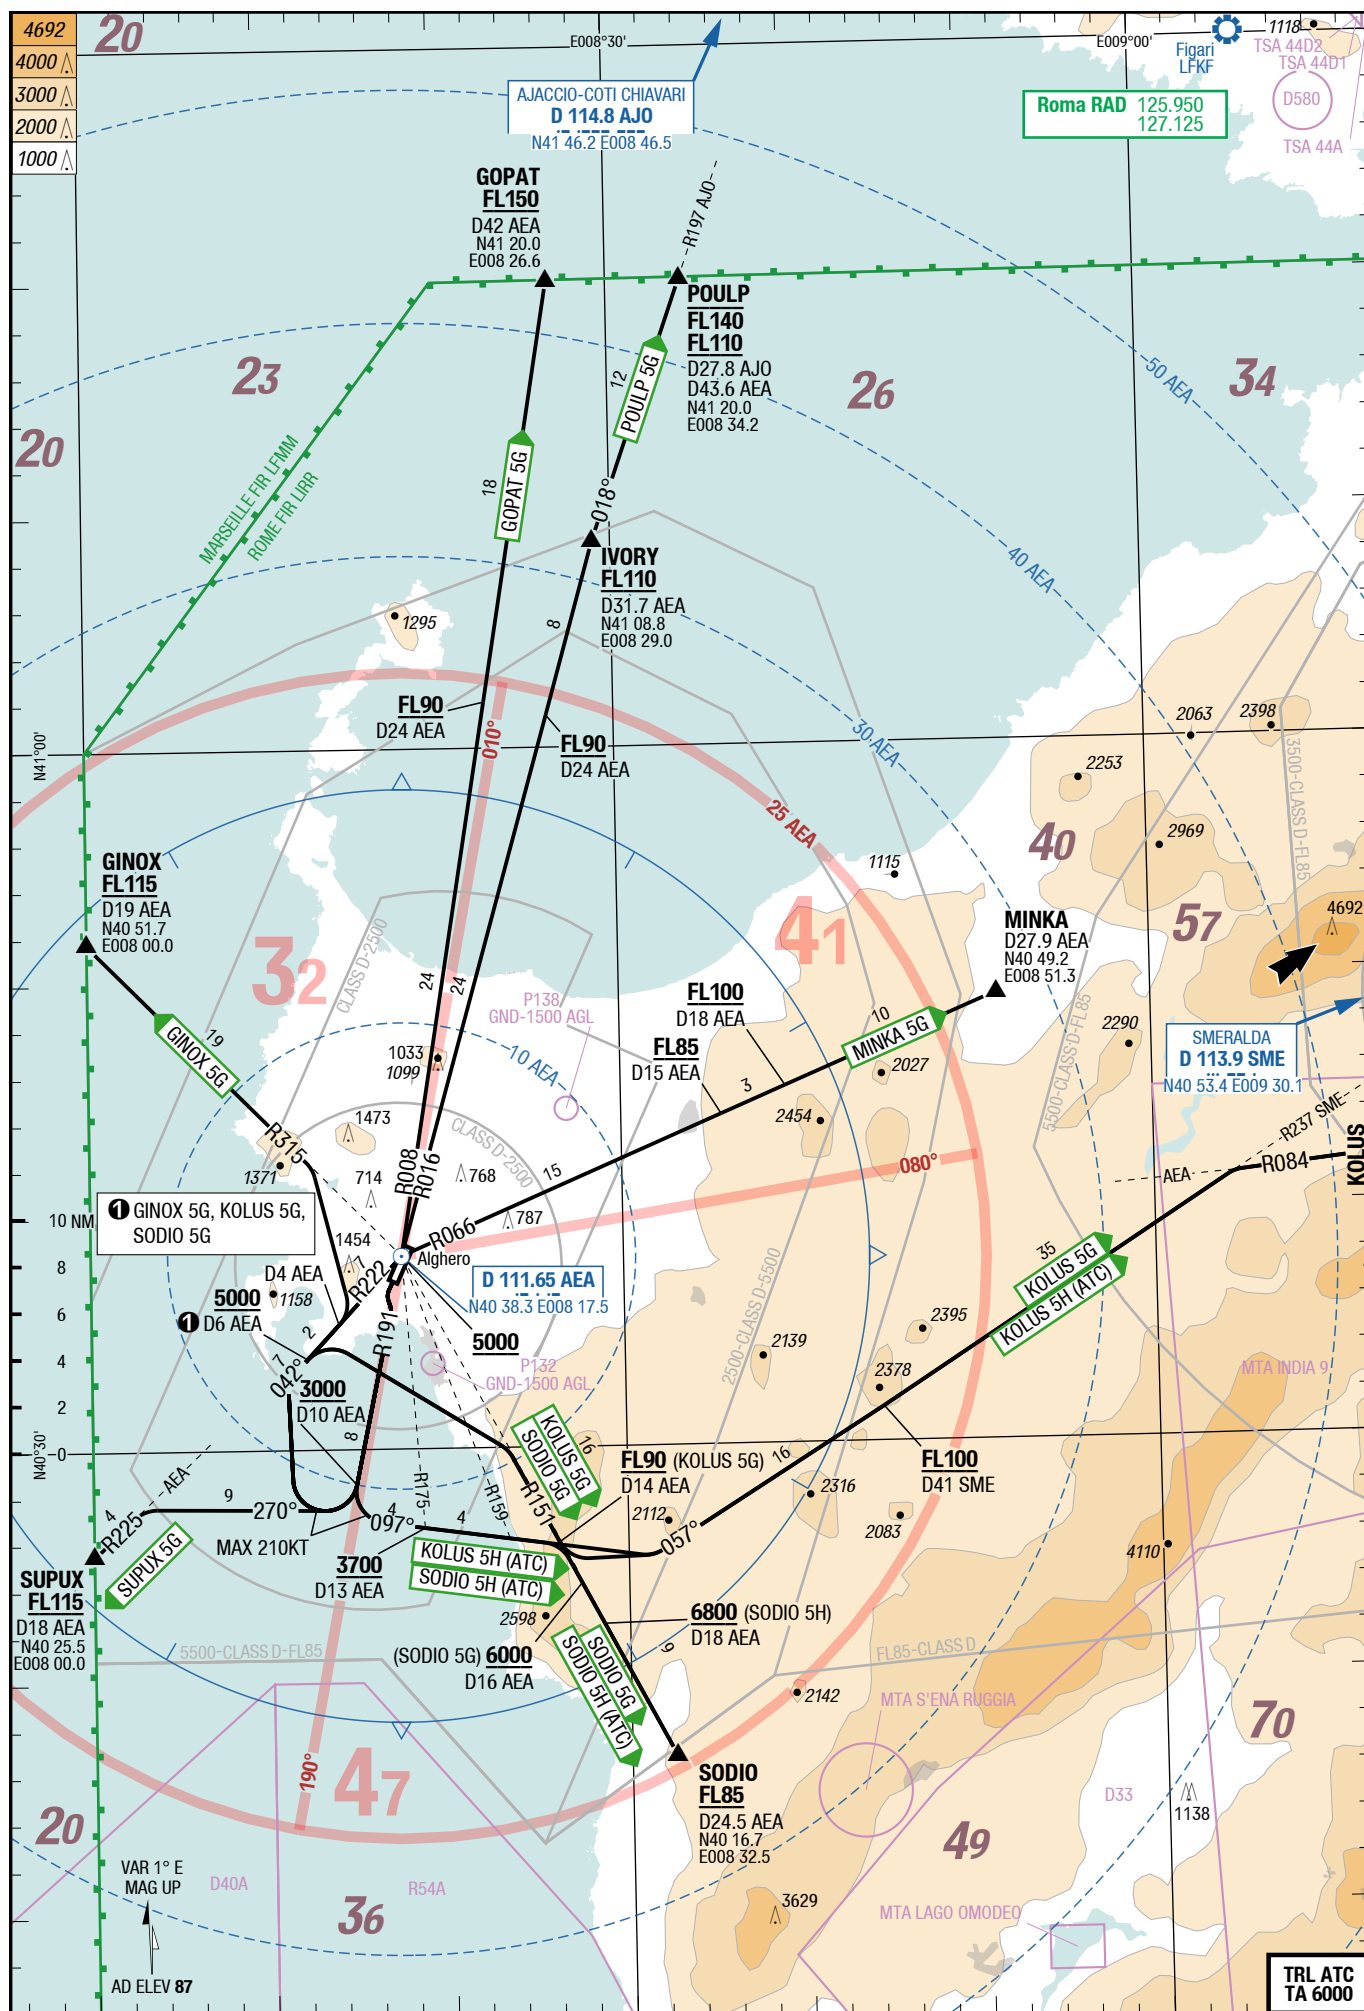 4692
4000
3000
2000
1000
20
E008°30'
E009°00'
1118
Figari
LFKF
TSA 44D2
TSA 44D1
D580
TSA 44A
AJACCIO-COTI CHIAVARI
D 114.8 AJO
N41 46.2 E008 46.5
Roma RAD 125.950
127.125
GOPAT
FL150
D42 AEA
N41 20.0
E008 26.6
R197 AJO
POULP
FL140
FL110
D27.8 AJO
D43.6 AEA
N41 20.0
E008 34.2
23
26
34
20
50 AEA
12
POULP 5G
18
GOPAT 5G
MARSEILLE FIR LFMM
ROME FIR LIRR
018°
IVORY
FL110
D31.7 AEA
N41 08.8
E008 29.0
40 AEA
1295
8
FL90
D24 AEA
010°
FL90
D24 AEA
30 AEA
2063
2398
2253
3500-CLASS D-FL85
N41°00'
25 AEA
2969
40
1115
GINOX
FL115
D19 AEA
N40 51.7
E008 00.0
32
41
MINKA
D27.9 AEA
N40 49.2
E008 51.3
57
4692
CLASS D-2500
24
24
P138
GND-1500 AGL
FL100
D18 AEA
10
MINKA 5G
FL85
D15 AEA
2290
5500-CLASS D-FL85
SMERALDA
D 113.9 SME
N40 53.4 E009 30.1
19
GINOX 5G
1033
1099
10 AEA
3
2027
2454
R315
1473
CLASS D-2500
R237 SME
KOLUS
1371
714
R008
R016
768
15
080°
AEA
R084
1 GINOX 5G, KOLUS 5G,
SODIO 5G
10 NM
8
6
4
2
0
787
R066
1454
7
Alghero
D4 AEA
R222
D 111.65 AEA
N40 38.3 E008 17.5
5000
1 D6 AEA
1158
2
R191
5000
35
KOLUS 5G
KOLUS 5H (ATC)
2395
2139
2500-CLASS D-5500
2378
P132
GND-1500 AGL
MTA INDIA 9
7
042°
3000
D10 AEA
8
N40°30'
KOLUS 5G
SODIO 5G
16
FL90 (KOLUS 5G)
D14 AEA
16
FL100
D41 SME
AEA
R175
R159
R151
2316
2112
2083
4
9
270°
4
097°
4
057°
4110
R225
SUPUX 5G
MAX 210KT
3700
D13 AEA
KOLUS 5H (ATC)
SODIO 5H (ATC)
SUPUX
FL115
D18 AEA
N40 25.5
E008 00.0
2598
6800 (SODIO 5H)
D18 AEA
(SODIO 5G) 6000
D16 AEA
9
SODIO 5G
SODIO 5H (ATC)
5500-CLASS D-FL85
FL85-CLASS D
2142
MTA S'ENA RUGGIA
70
190°
47
SODIO
FL85
D24.5 AEA
N40 16.7
E008 32.5
D33
1138
20
49
VAR 1° E
MAG UP
D40A
R54A
36
3629
MTA LAGO OMODEO
AD ELEV 87
TRL ATC
TA 6000